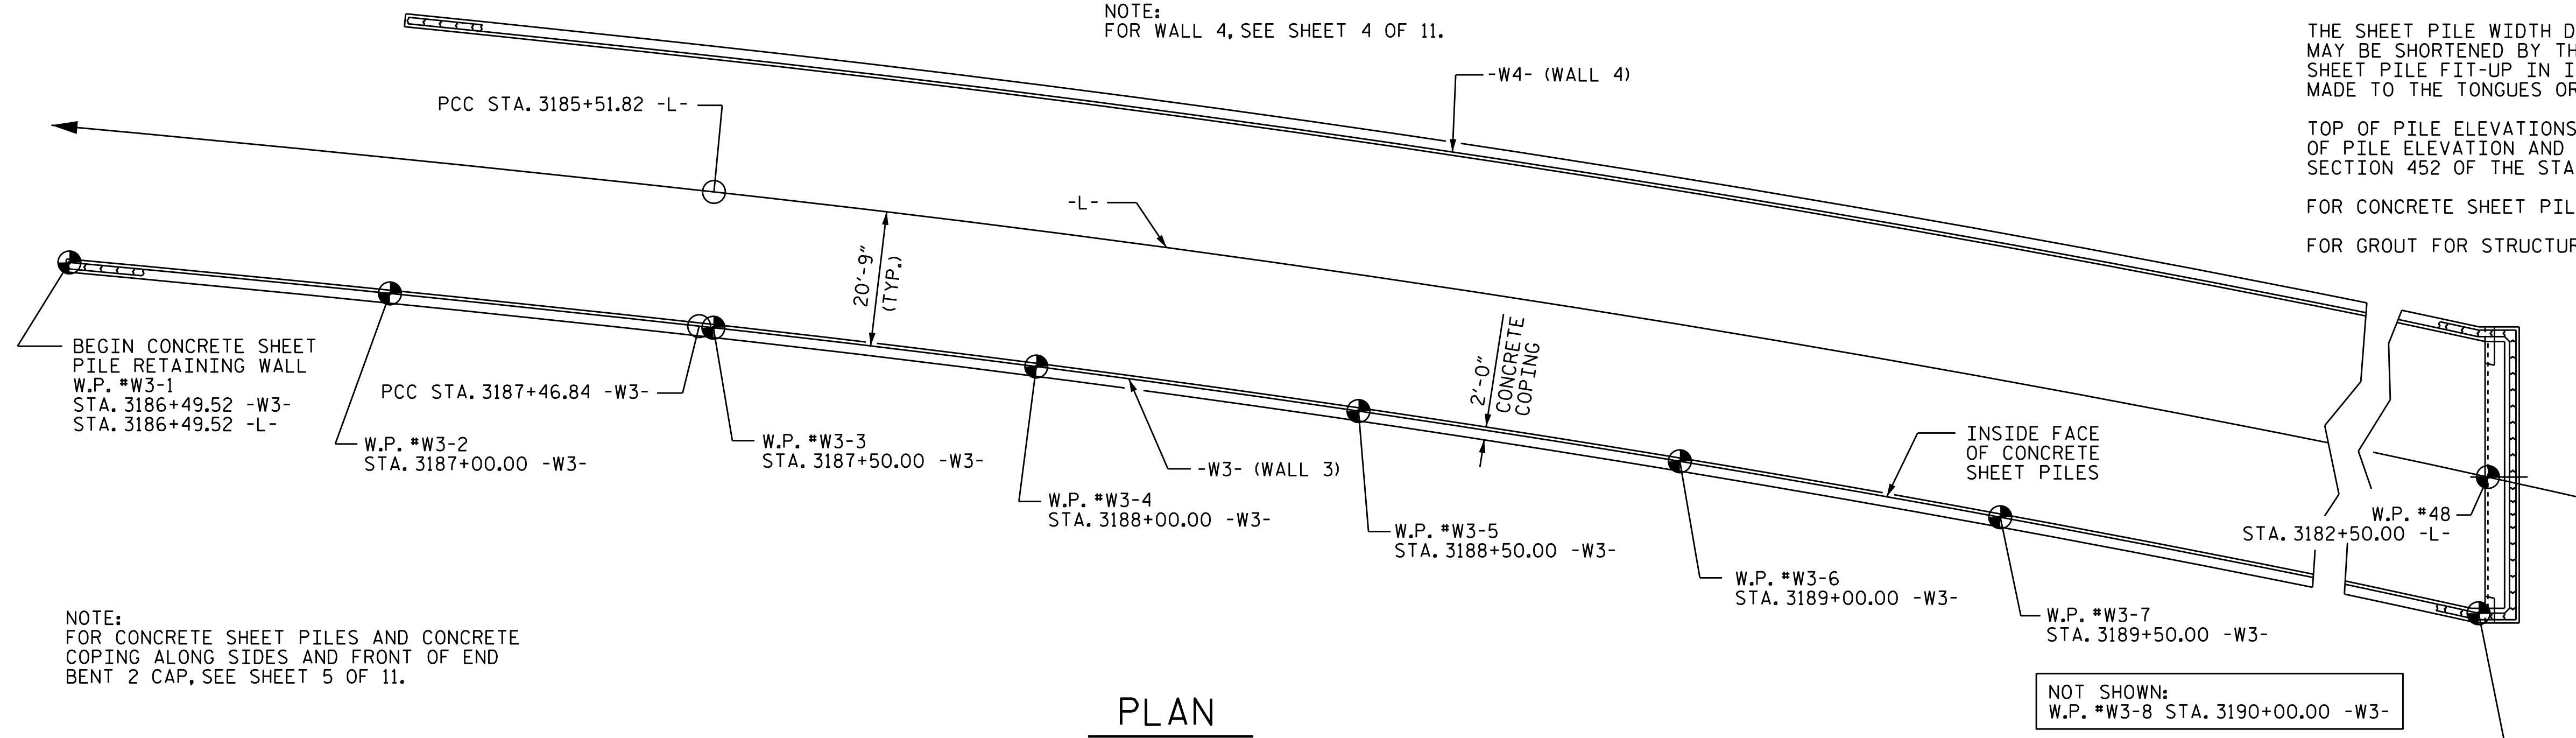 NOTE:
FOR WALL 4, SEE SHEET 4 OF 11.
-W4- (WALL 4)
PCC STA. 3185+51.82 -L-
-L-
20'-9"
(TYP.)
2'-0"
CONCRETE
COPING
BEGIN CONCRETE SHEET
PILE RETAINING WALL
W.P. #W3-1
STA. 3186+49.52 -W3-
STA. 3186+49.52 -L-
PCC STA. 3187+46.84 -W3-
W.P. #W3-2
STA. 3187+00.00 -W3-
W.P. #W3-3
STA. 3187+50.00 -W3-
-W3- (WALL 3)
W.P. #W3-4
STA. 3188+00.00 -W3-
W.P. #W3-5
STA. 3188+50.00 -W3-
W.P. #W3-6
STA. 3189+00.00 -W3-
INSIDE FACE
OF CONCRETE
SHEET PILES
W.P. #W3-7
STA. 3189+50.00 -W3-
W.P. #48
STA. 3182+50.00 -L-
NOT SHOWN:
W.P. #W3-8 STA. 3190+00.00 -W3-
NOTE:
FOR CONCRETE SHEET PILES AND CONCRETE
COPING ALONG SIDES AND FRONT OF END
BENT 2 CAP, SEE SHEET 5 OF 11.
PLAN
THE SHEET PILE WIDTH D
MAY BE SHORTENED BY TH
SHEET PILE FIT-UP IN I
MADE TO THE TONGUES OR
TOP OF PILE ELEVATIONS
OF PILE ELEVATION AND
SECTION 452 OF THE STA
FOR CONCRETE SHEET PIL
FOR GROUT FOR STRUCTUR